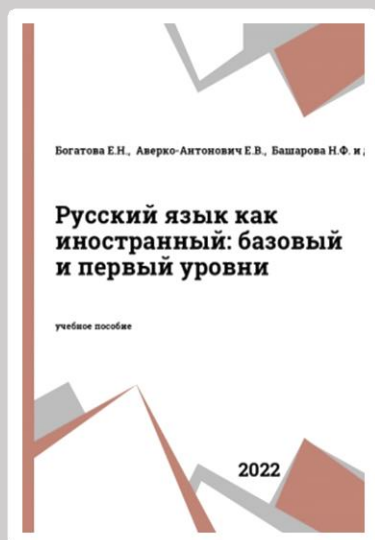 Богатова Е.Н., Аверко-Антонович Е.В., Башарова Н.Ф. и
Русский язык как
иностранный: базовый
и первый уровни
учебное пособие
2022